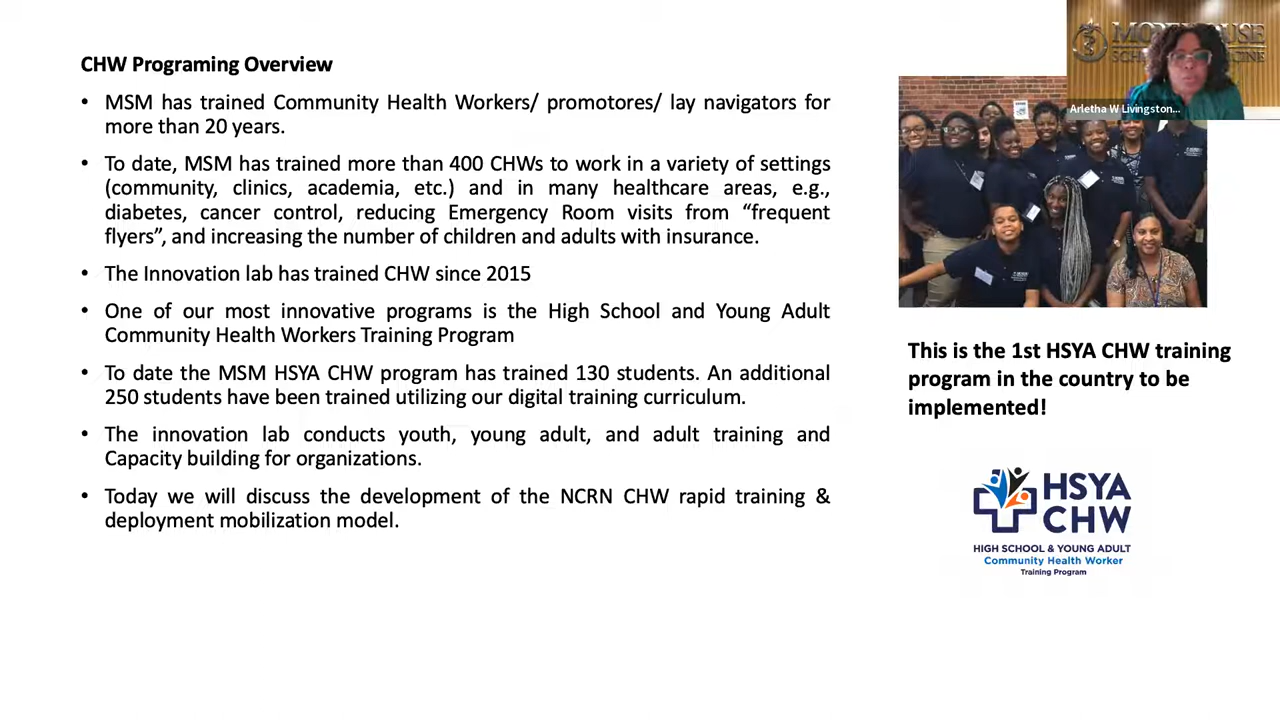 CHW Programing Overview
• MSM has trained Community Health Workers/ promotores/ lay navigators for
more than 20 years.
• To date, MSM has trained more than 400 CHWs to work in a variety of settings
(community, clinics, academia, etc.) and in many healthcare areas, e.g.,
diabetes, cancer control, reducing Emergency Room visits from “frequent
flyers”, and increasing the number of children and adults with insurance.
• The Innovation lab has trained CHW since 2015
• One of our most innovative programs is the High School and Young Adult
Community Health Workers Training Program
• To date the MSM HSYA CHW program has trained 130 students. An additional
250 students have been trained utilizing our digital training curriculum.
• The innovation lab conducts youth, young adult, and adult training and
Capacity building for organizations.
• Today we will discuss the development of the NCRN CHW rapid training &
deployment mobilization model.
Arletha W Livingston...
This is the 1st HSYA CHW training
program in the country to be
implemented!
HSYA
CHW
HIGH SCHOOL & YOUNG ADULT
Community Health Worker
Training Program